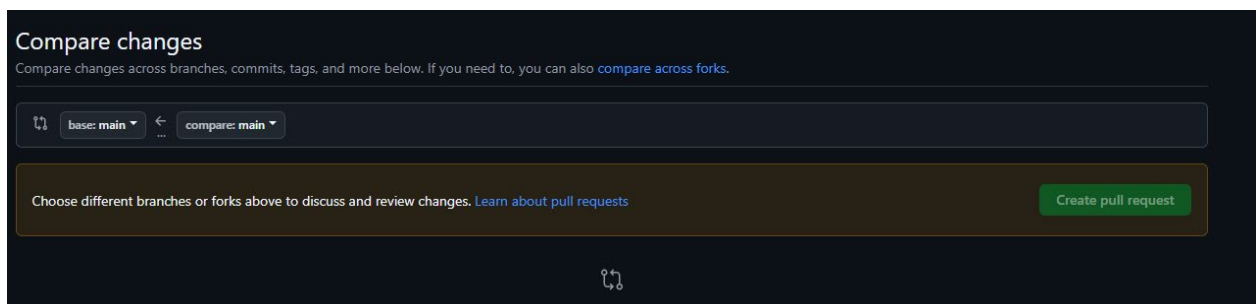 Compare changes
Compare changes across branches, commits, tags, and more below. If you need to, you can also compare across forks.
base: main ... compare: main
Choose different branches or forks above to discuss and review changes. Learn about pull requests Create pull request